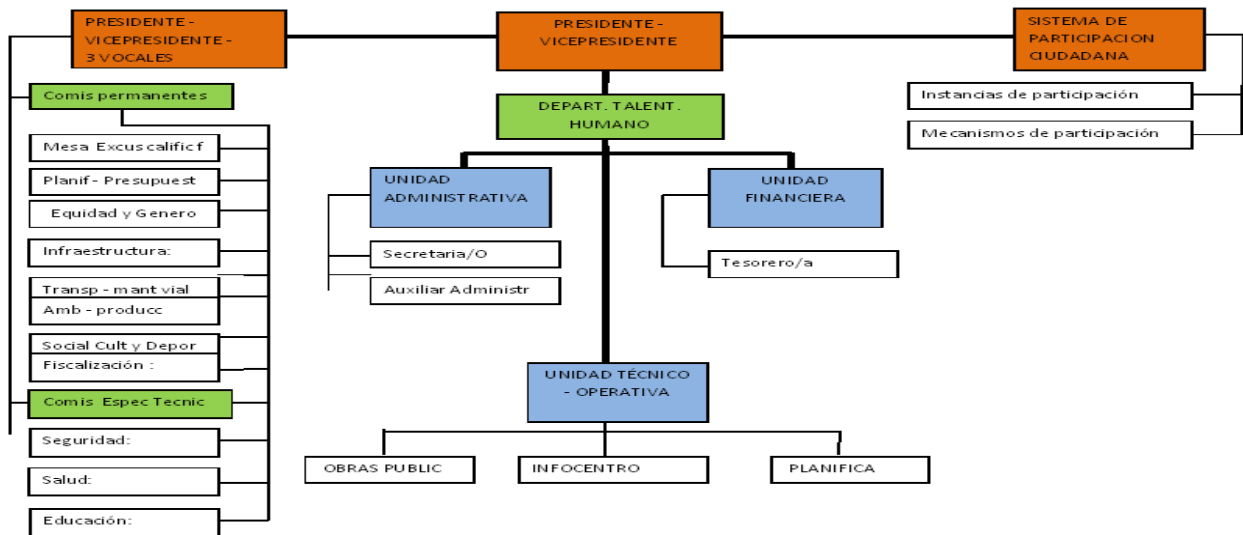 PRESIDENTE -
VICEPRESIDENTE -
3 VOCALES
PRESIDENTE -
VICEPRESIDENTE
SISTEMA DE
PARTICIPACION
CIUDADANA
Comis permanentes
Mesa Excus calific f
Planif - Presupuest
Equidad y Genero
Infraestructura:
Transp - mant vial
Amb - producc
Social Cult y Depor
Fiscalización :
Comis Espec Tecnic
Seguridad:
Salud:
Educación:
DEPART. TALENT.
HUMANO
UNIDAD
ADMINISTRATIVA
Secretaria/O
Auxiliar Administr
UNIDAD
FINANCIERA
Tesorero/a
UNIDAD TÉCNICO
- OPERATIVA
OBRAS PUBLIC
INFOCENTRO
PLANIFICA
Instancias de participación
Mecanismos de participación